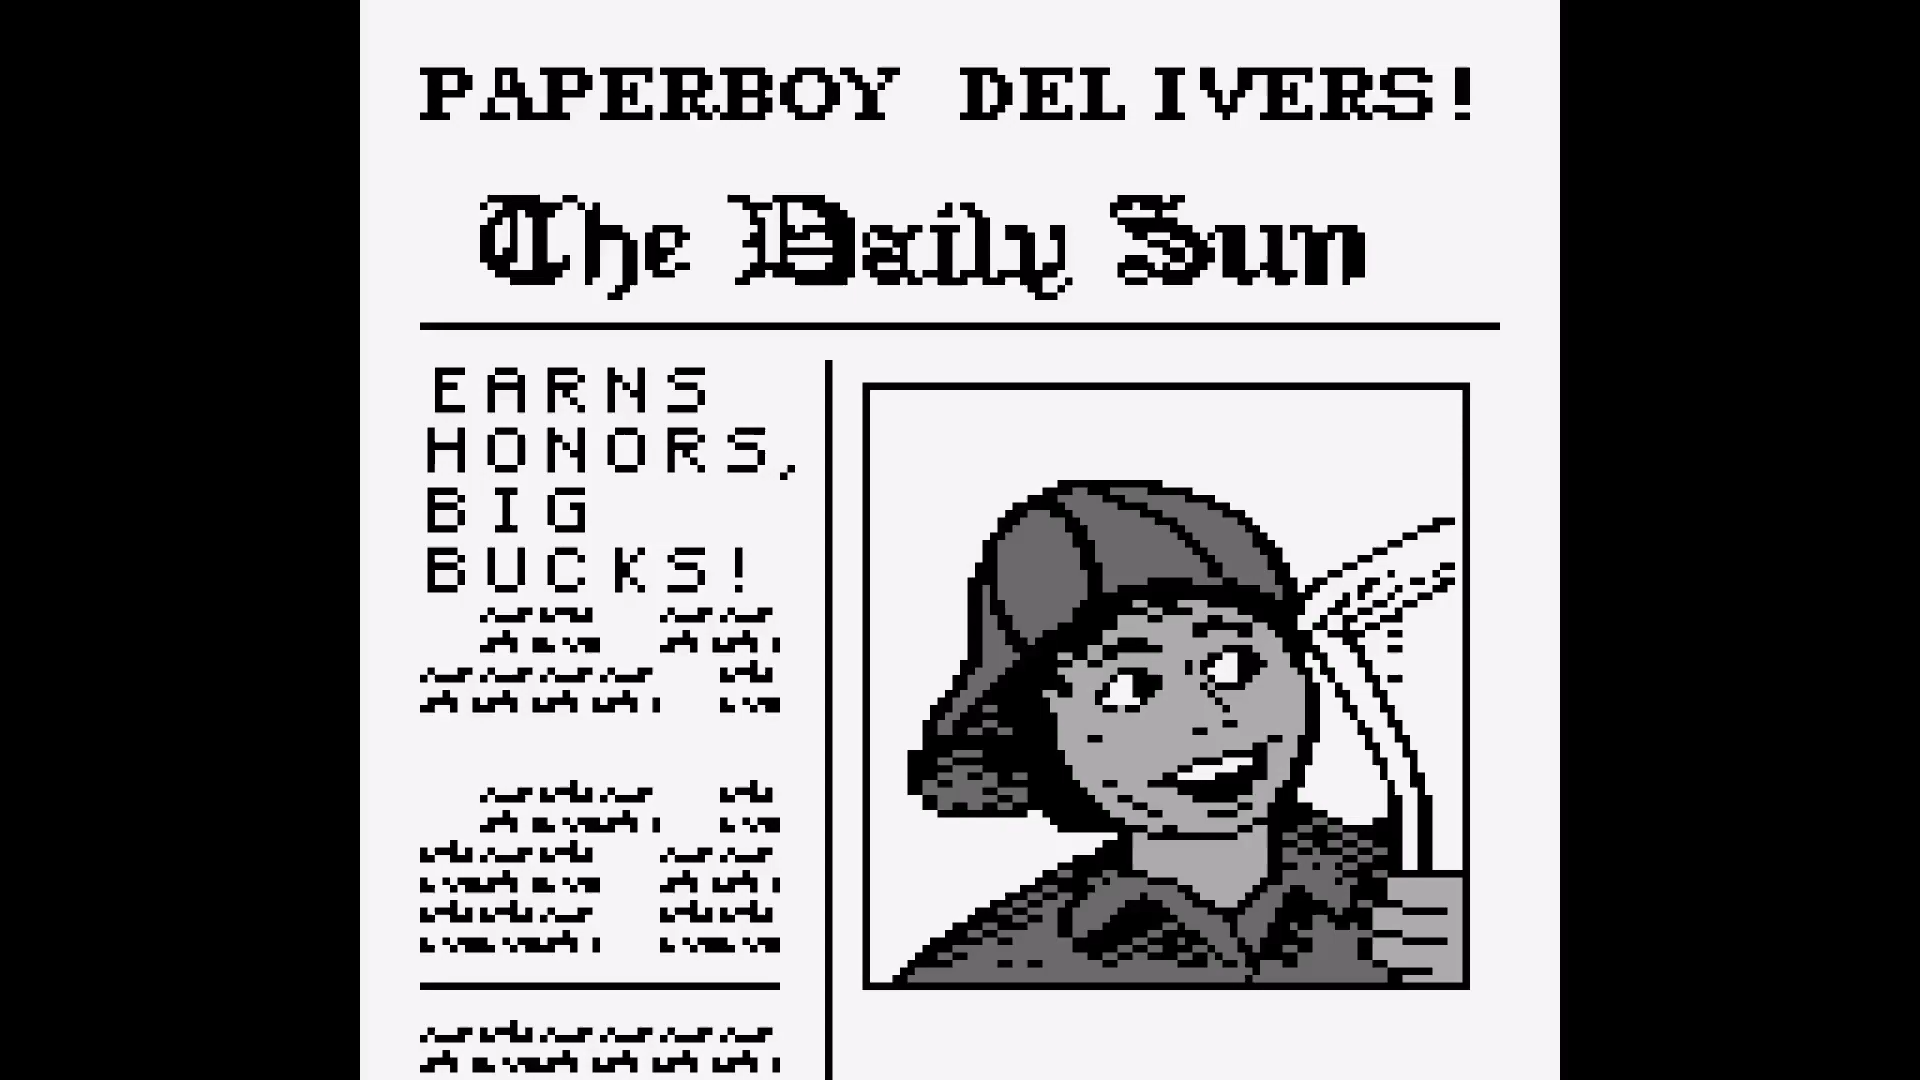 PAPERBOY DELIVERS!
The Daily Sun
EARNS
HONORS,
BIG
BUCKS!